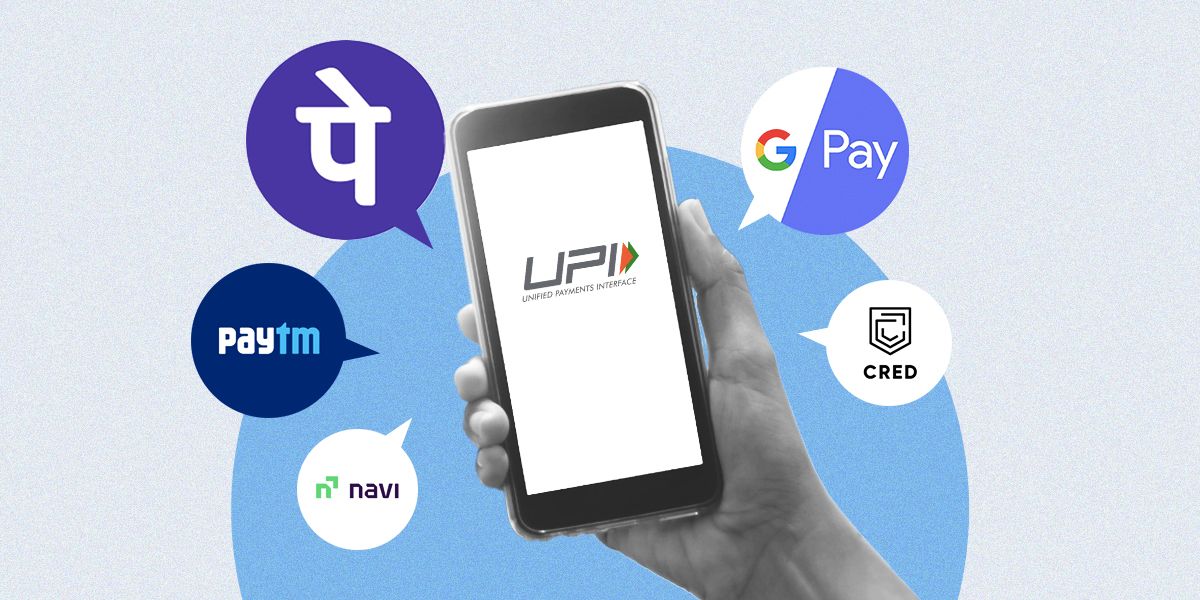 पे
G Pay
UPI
UNIFIED PAYMENTS INTERFACE
paytm
CRED
navi